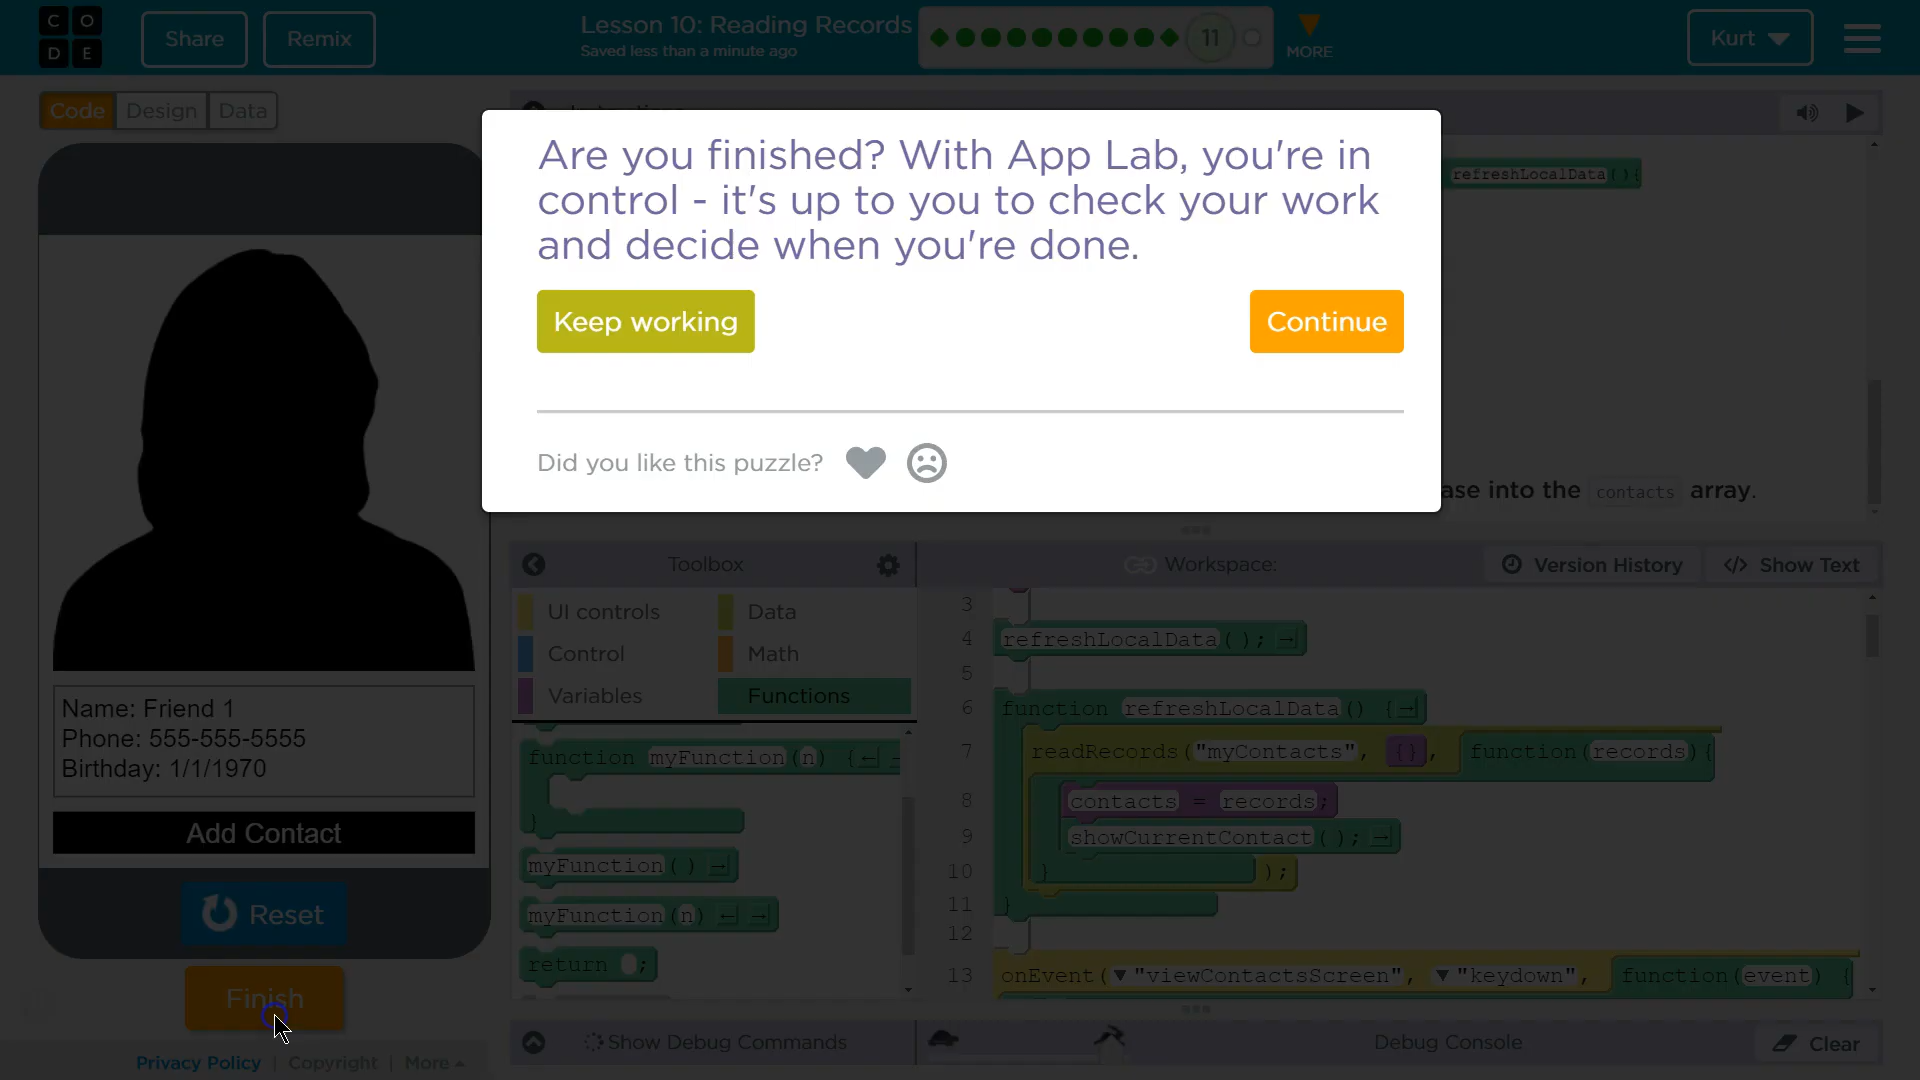 CO
DE
Share
Remix
Lesson 10: Reading Records
Saved less than a minute ago
11
MORE
Kurt
Code
Design
Data
Are you finished? With App Lab, you're in
control - it's up to you to check your work
and decide when you're done.
Keep working
Continue
Did you like this puzzle?
refreshLocalData(){
ase into the contacts array.
Name: Friend 1
Phone: 555-555-5555
Birthday: 1/1/1970
Add Contact
Reset
Finish
Privacy Policy | Copyright | More
Toolbox
UI controls
Data
Control
Math
Variables
Functions
function myFunction(n) {
}
myFunction()
myFunction(n)
return ;
Workspace:
Version History
</> Show Text
3
4 refreshLocalData();
5
6 function refreshLocalData() {
7 readRecords("myContacts", {}, function(records){
8 contacts = records;
9 showCurrentContact();
10 } );
11 }
12
13 onEvent(▼"viewContactsScreen", ▼"keydown", function(event) {
Show Debug Commands
Debug Console
Clear